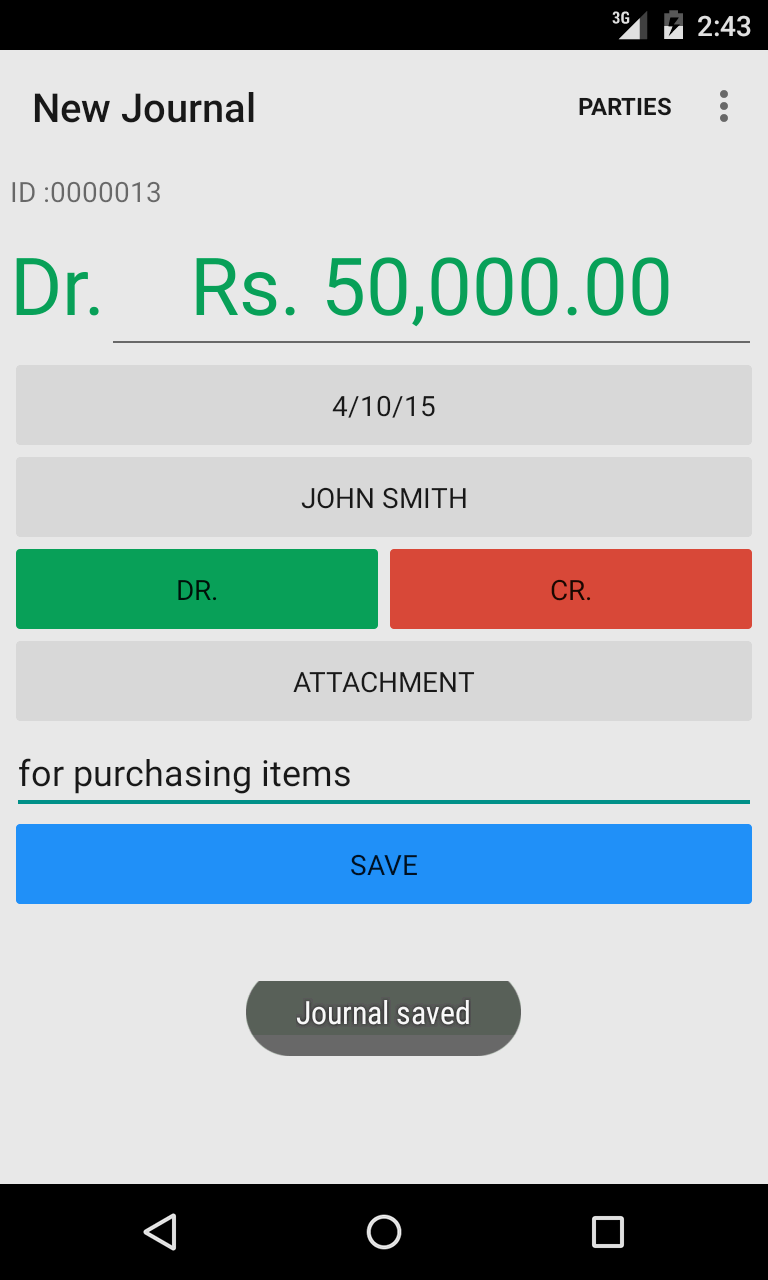 3G 2:43
New Journal PARTIES
ID :0000013
Dr. Rs. 50,000.00
4/10/15
JOHN SMITH
DR. CR.
ATTACHMENT
for purchasing items
SAVE
Journal saved